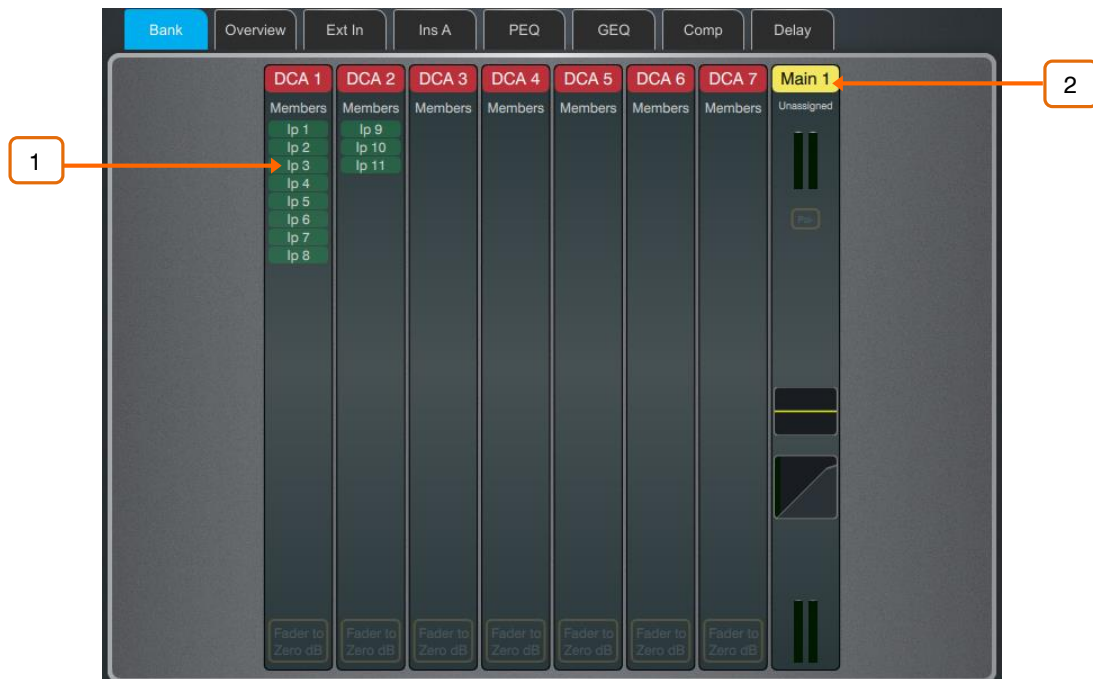 Bank Overview Ext In Ins A PEQ GEQ Comp Delay
DCA 1 DCA 2 DCA 3 DCA 4 DCA 5 DCA 6 DCA 7 Main 1
2
Members Members Members Members Members Members Members Unassigned
Ip 1 Ip 9
Ip 2 Ip 10
1
Ip 3 Ip 11
Ip 4
Ip 5
Ip 6
Ip 7
Ip 8
Fader to Fader to Fader to Fader to Fader to Fader to Fader to
Zero dB Zero dB Zero dB Zero dB Zero dB Zero dB Zero dB